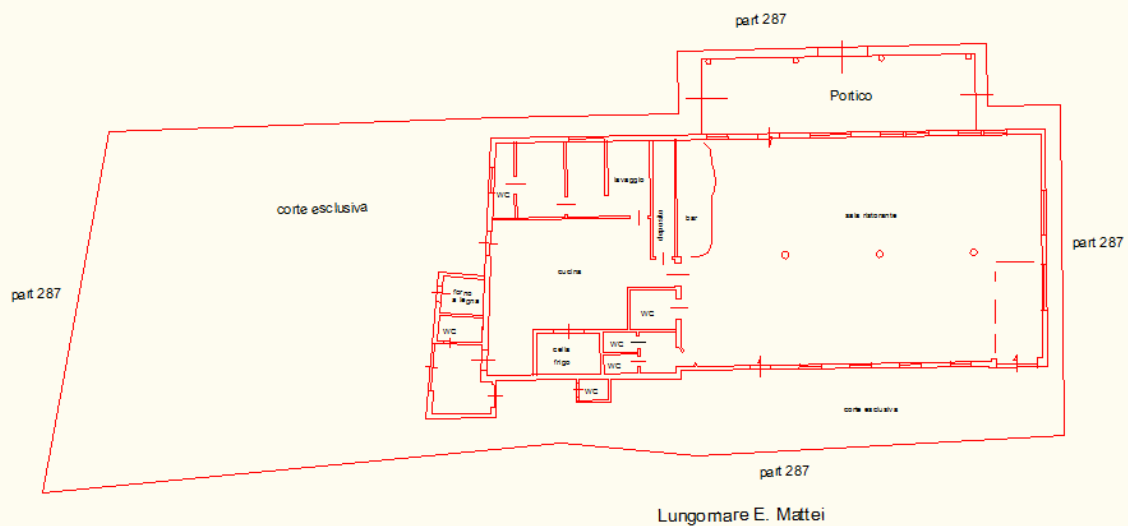 part 287
Portico
lavaggio
WC
corte esclusiva
deposito
bar
sala ristorante
part 287
cucina
part 287
forno
a legna
WC
WC
WC
cella
frigo
WC
WC
corte esclusiva
part 287
Lungomare E. Mattei